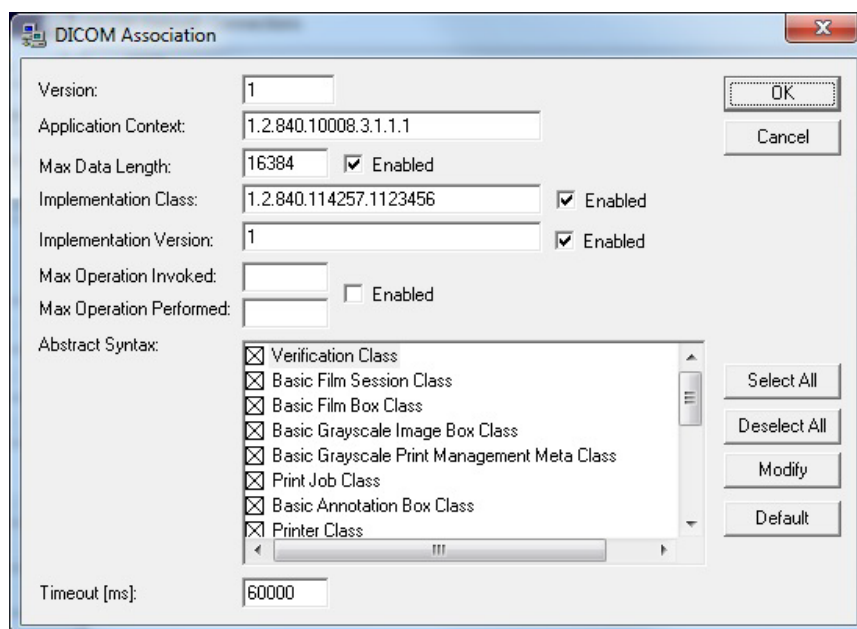 DICOM Association
Version: 1
OK
Application Context: 1.2.840.10008.3.1.1.1
Cancel
Max Data Length: 16384 Enabled
Implementation Class: 1.2.840.114257.1123456 Enabled
Implementation Version: 1 Enabled
Max Operation Invoked:
Enabled
Max Operation Performed:
Abstract Syntax:
Verification Class
Basic Film Session Class
Basic Film Box Class
Basic Grayscale Image Box Class
Basic Grayscale Print Management Meta Class
Print Job Class
Basic Annotation Box Class
Printer Class
Select All
Deselect All
Modify
Default
Timeout [ms]: 60000